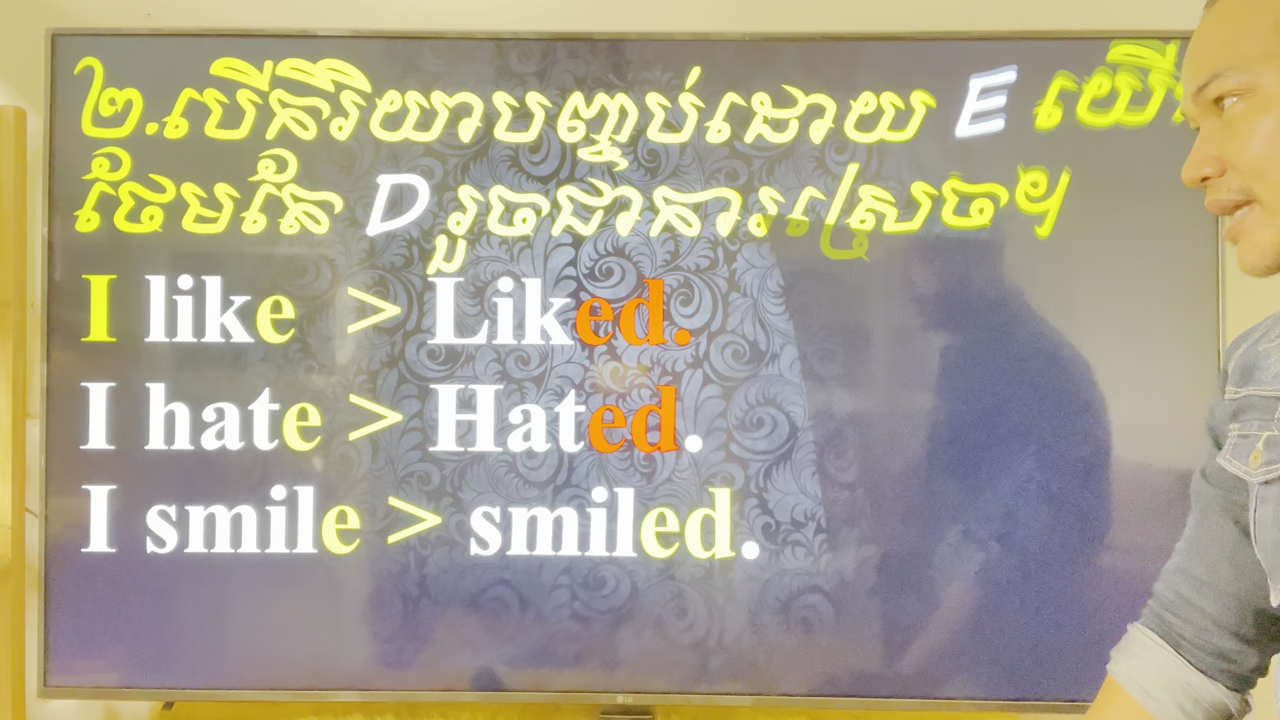 ២.បើកិរិយាបញ្ចប់ដោយ E យើ
ថែមតែ D រួចជាការស្រេច។
I like > Liked.
I hate > Hated.
I smile > smiled.
LG